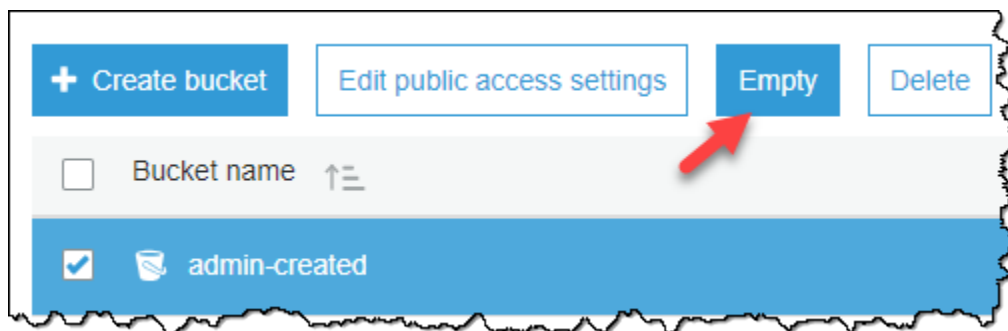 + Create bucket Edit public access settings Empty Delete
Bucket name
admin-created